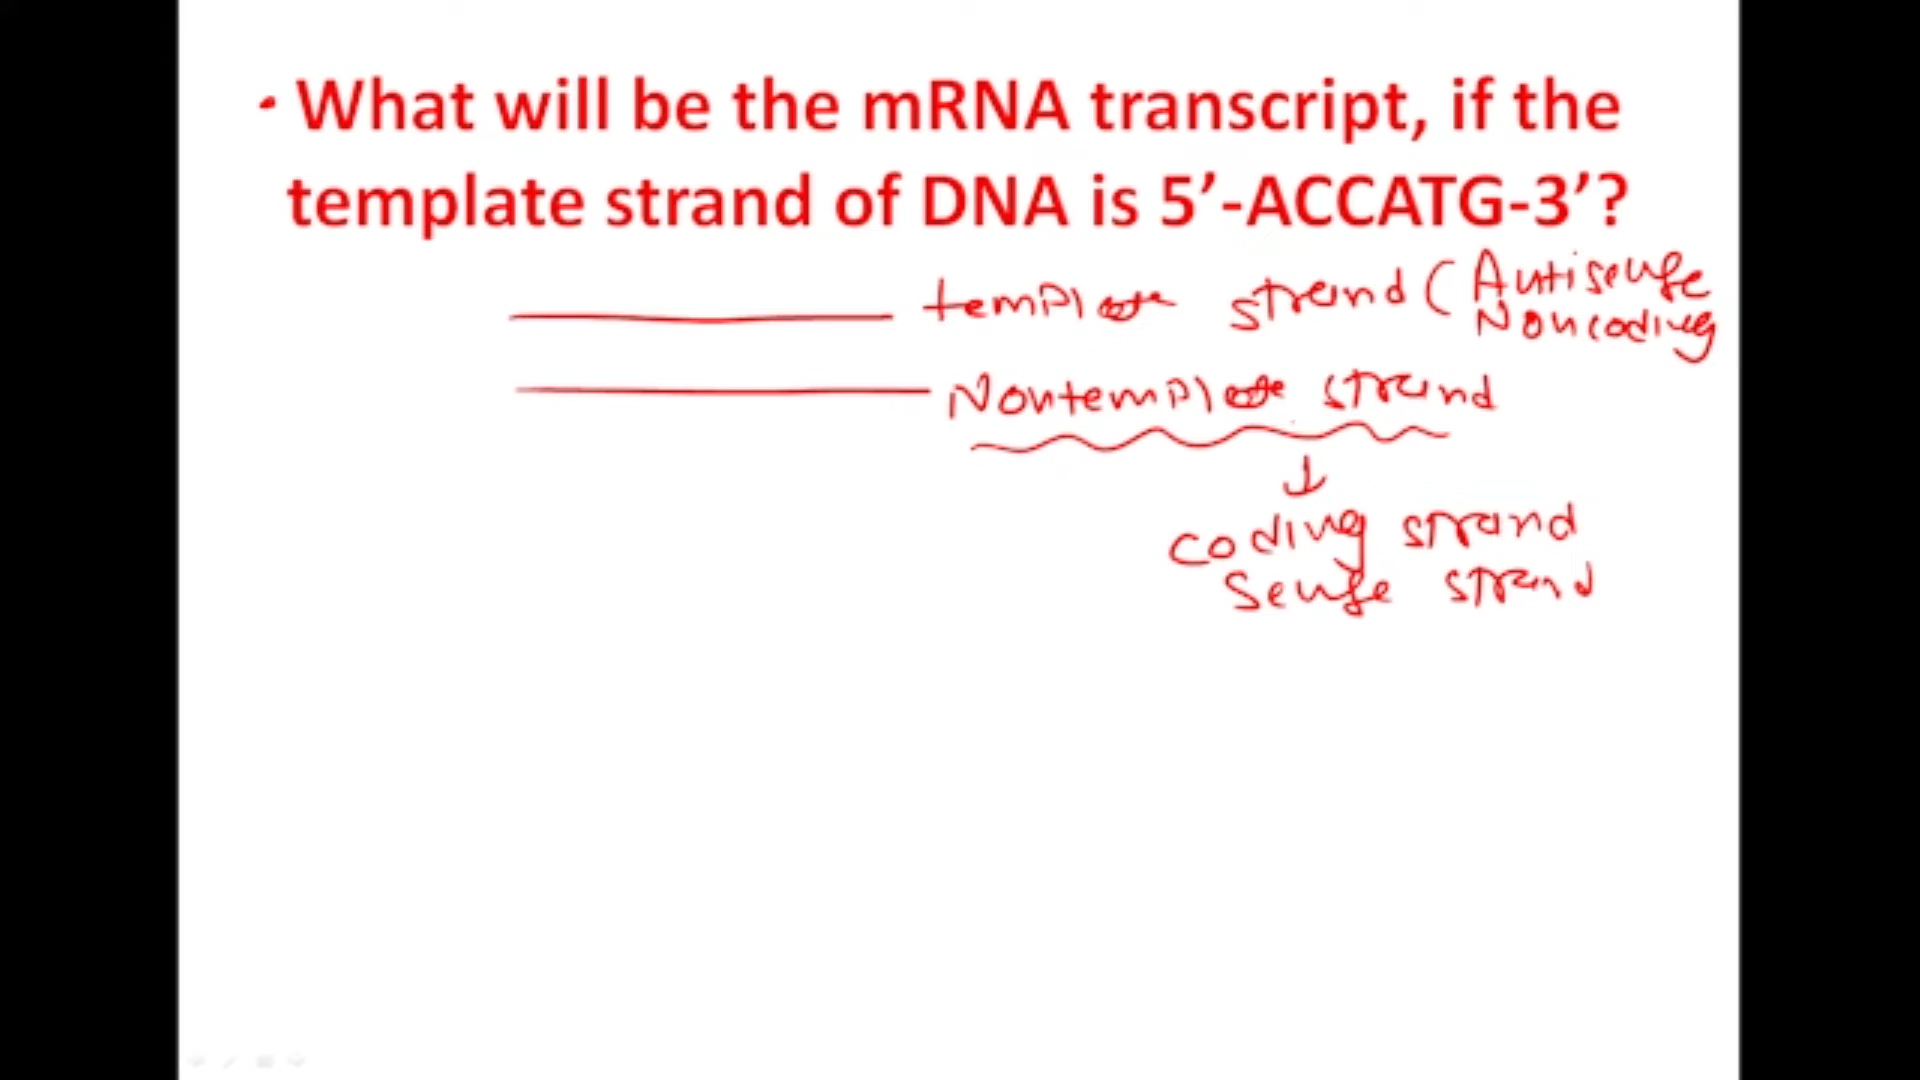 • What will be the mRNA transcript, if the
template strand of DNA is 5’-ACCATG-3’?
template strand (Antisense
Noncoding
Nontemplate strand
↓
coding strand
Sense strand